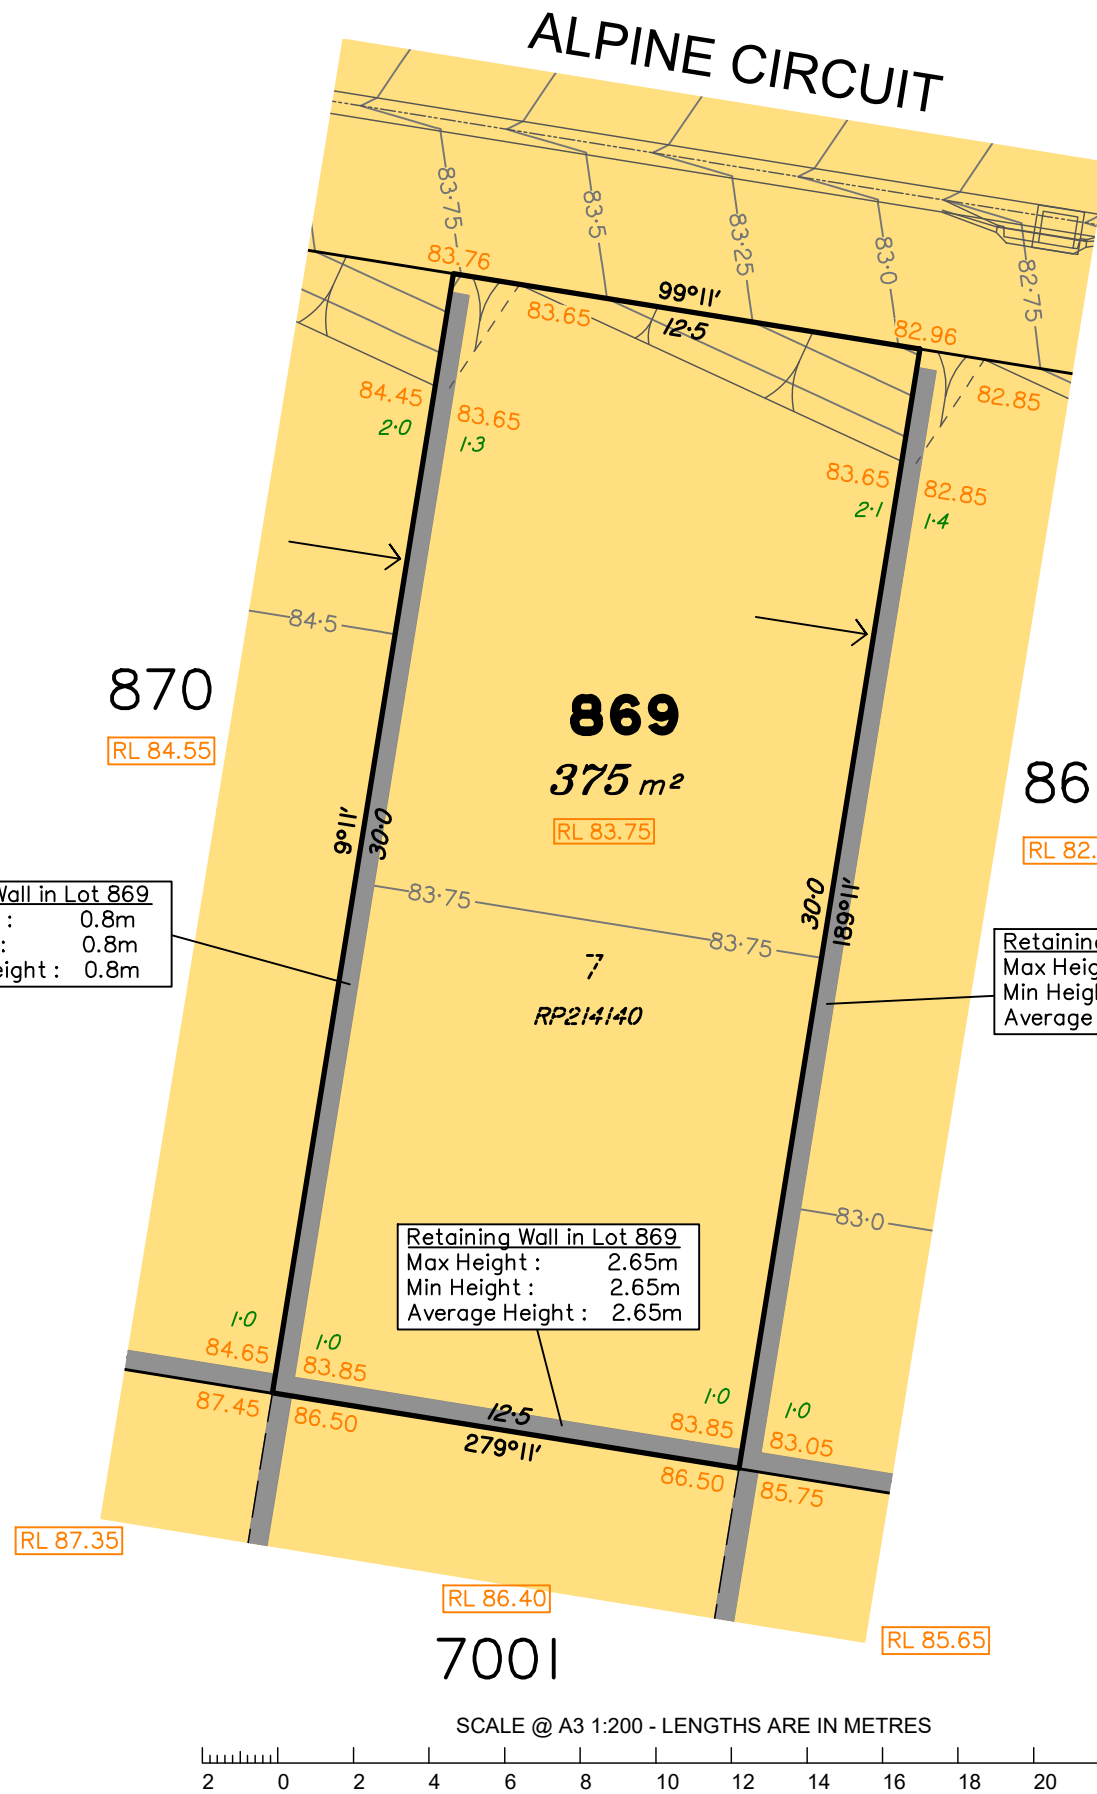 ALPINE CIRCUIT
83·75
83·5
83·25
83·0
82·75
83.76
99°11'
83.65
12·5
82.96
84.45
83.65
82.85
2·0
1·3
83.65
82.85
2·1
1·4
84·5
870
869
RL 84.55
375 m²
86
RL 83.75
RL 82.
9°11'
30·0
30·0
189°11'
83·75
83·75
Wall in Lot 869
: 0.8m
: 0.8m
eight : 0.8m
7
RP214140
Retaining
Max Heig
Min Heigh
Average
83·0
Retaining Wall in Lot 869
Max Height : 2.65m
Min Height : 2.65m
Average Height : 2.65m
1·0
1·0
84.65
83.85
1·0
1·0
87.45
86.50
12·5
83.85
83.05
279°11'
86.50
85.75
RL 87.35
RL 86.40
RL 85.65
7001
SCALE @ A3 1:200 - LENGTHS ARE IN METRES
2 0 2 4 6 8 10 12 14 16 18 20